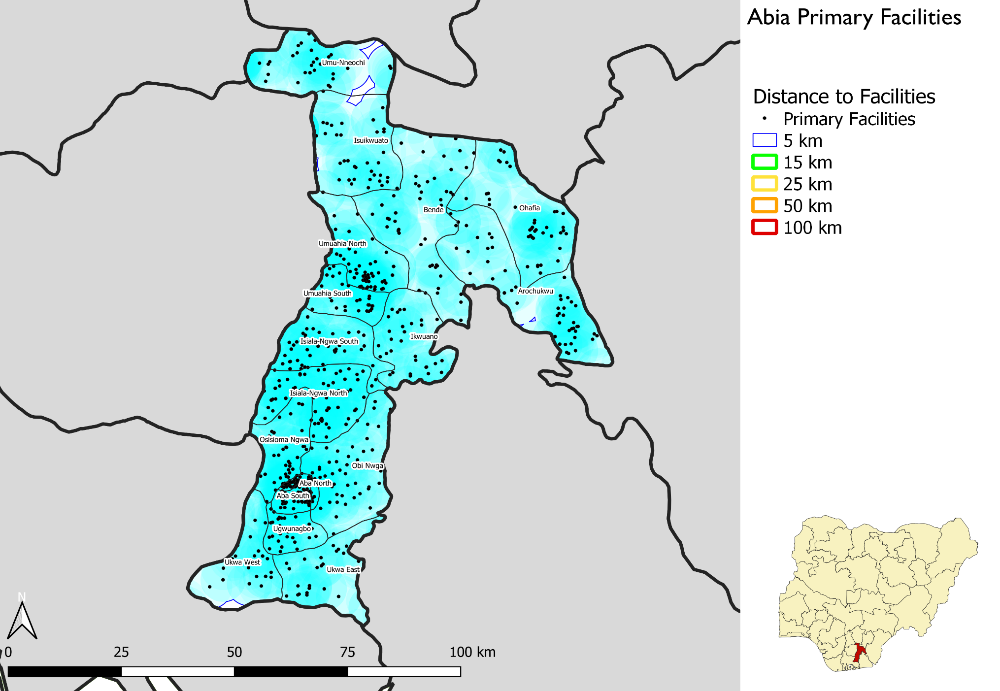 Abia Primary Facilities
Distance to Facilities
Primary Facilities
5 km
15 km
25 km
50 km
100 km
Umu-Nneochi
Isuikwuato
Bende
Ohafia
Umuahia North
Umuahia South
Arochukwu
Isiala-Ngwa South
Ikwuano
Isiala-Ngwa North
Osisioma Ngwa
Obi Nwga
Aba North
Aba South
Ugwunagbo
Ukwa West
Ukwa East
N
0 25 50 75 100 km